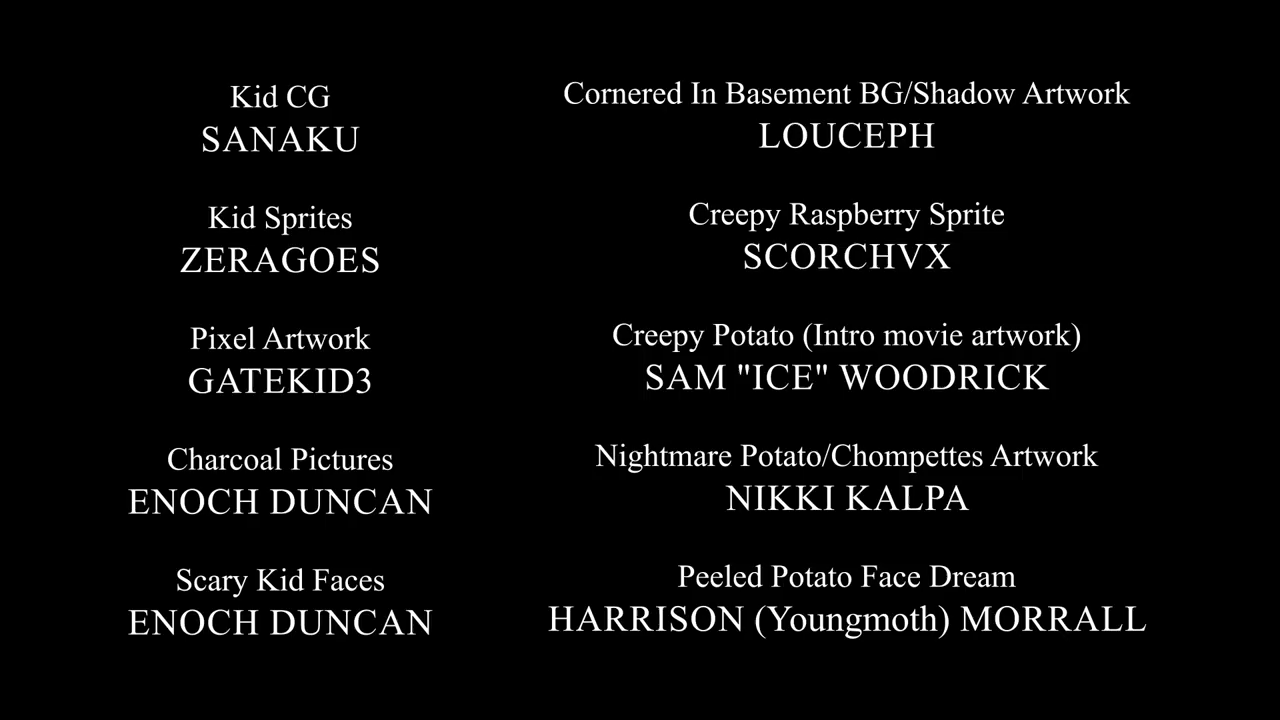 Kid CG
SANAKU
Kid Sprites
ZERAGOES
Pixel Artwork
GATEKID3
Charcoal Pictures
ENOCH DUNCAN
Scary Kid Faces
ENOCH DUNCAN
Cornered In Basement BG/Shadow Artwork
LOUCEPH
Creepy Raspberry Sprite
SCORCHVX
Creepy Potato (Intro movie artwork)
SAM "ICE" WOODRICK
Nightmare Potato/Chompettes Artwork
NIKKI KALPA
Peeled Potato Face Dream
HARRISON (Youngmoth) MORRALL